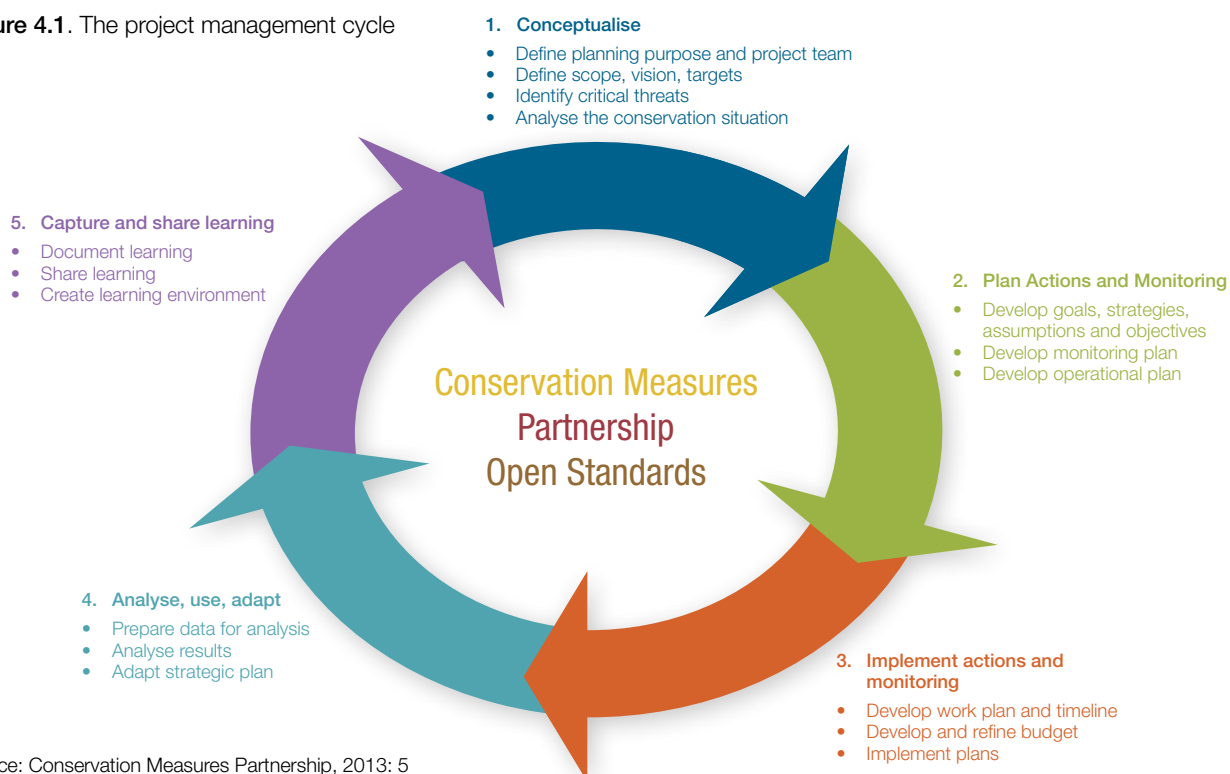 ure 4.1. The project management cycle
1. Conceptualise
• Define planning purpose and project team
• Define scope, vision, targets
• Identify critical threats
• Analyse the conservation situation
5. Capture and share learning
• Document learning
• Share learning
• Create learning environment
2. Plan Actions and Monitoring
• Develop goals, strategies,
assumptions and objectives
• Develop monitoring plan
• Develop operational plan
Conservation Measures
Partnership
Open Standards
4. Analyse, use, adapt
• Prepare data for analysis
• Analyse results
• Adapt strategic plan
3. Implement actions and
monitoring
• Develop work plan and timeline
• Develop and refine budget
• Implement plans
ce: Conservation Measures Partnership, 2013: 5